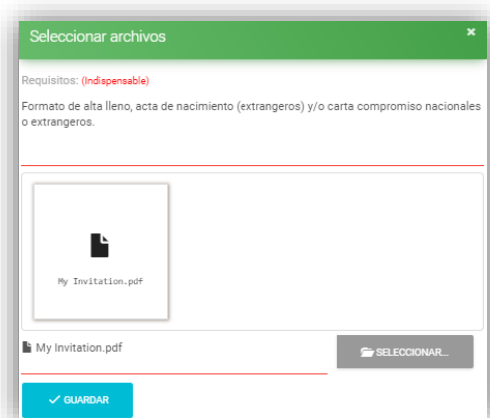 Seleccionar archivos ×
Requisitos: (Indispensable)
Formato de alta lleno, acta de nacimiento (extrangeros) y/o carta compromiso nacionales
o extrangeros.
My Invitation.pdf
My Invitation.pdf
SELECCIONAR...
GUARDAR